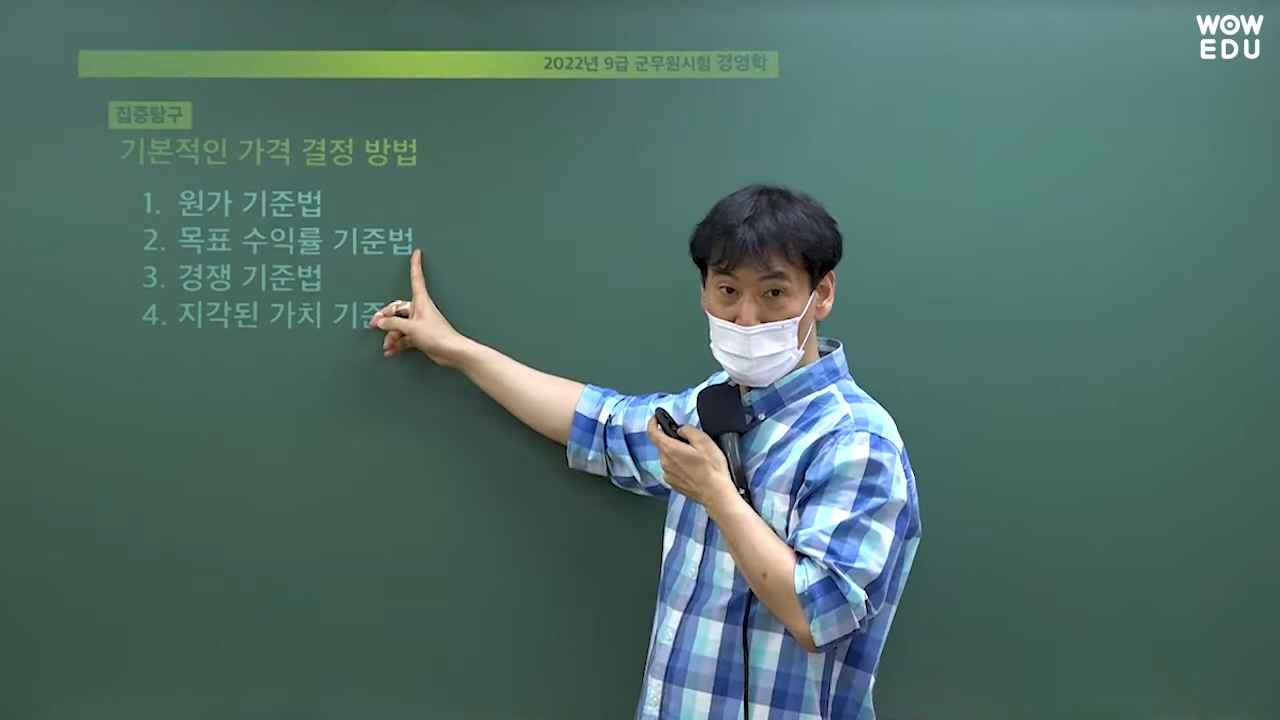 WOW
EDU
2022년 9급 군무원시험 경영학
집중탐구
기본적인 가격 결정 방법
1. 원가 기준법
2. 목표 수익률 기준법
3. 경쟁 기준법
4. 지각된 가치